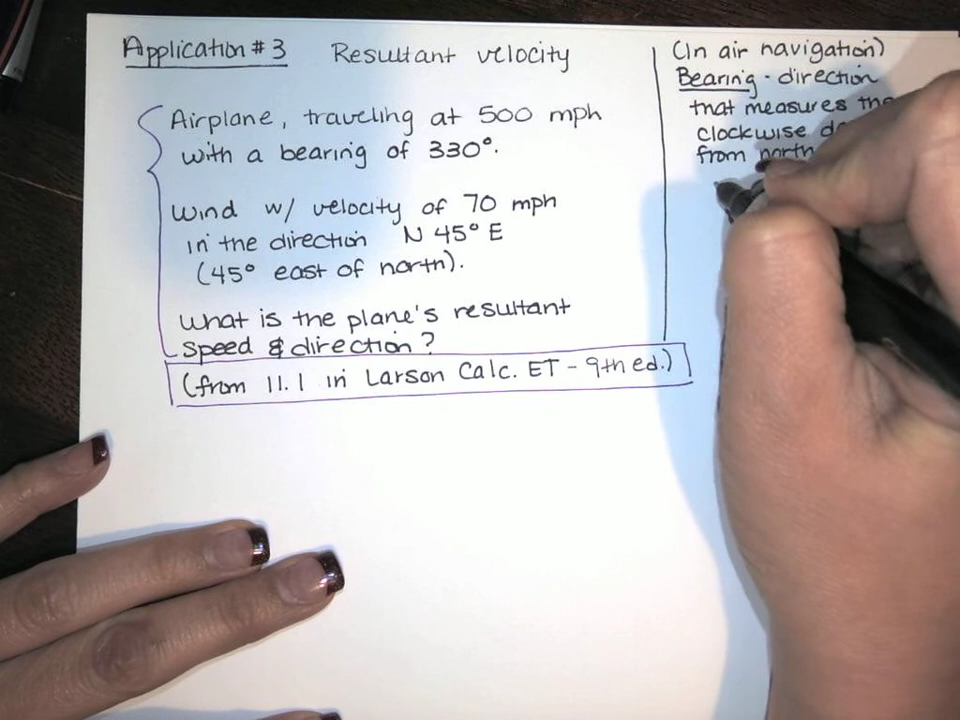 Application #3 Resultant velocity
Airplane, traveling at 500 mph
with a bearing of 330°.
Wind w/ velocity of 70 mph
in the direction N 45° E
(45° east of north).
What is the plane's resultant
speed & direction?
(from 11.1 in Larson Calc. ET - 9th ed.)
(In air navigation)
Bearing - direction
that measures the
clockwise
from north